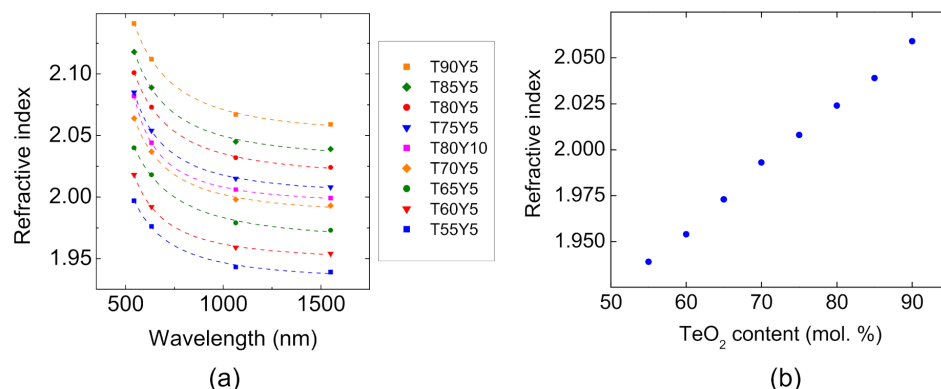 Refractive index
2.10
2.05
2.00
1.95
500
1000
1500
Wavelength (nm)
(a)
T90Y5
T85Y5
T80Y5
T75Y5
T80Y10
T70Y5
T65Y5
T60Y5
T55Y5
Refractive index
2.050
2.025
2.000
1.975
1.950
50
60
70
80
90
TeO2 content (mol. %)
(b)